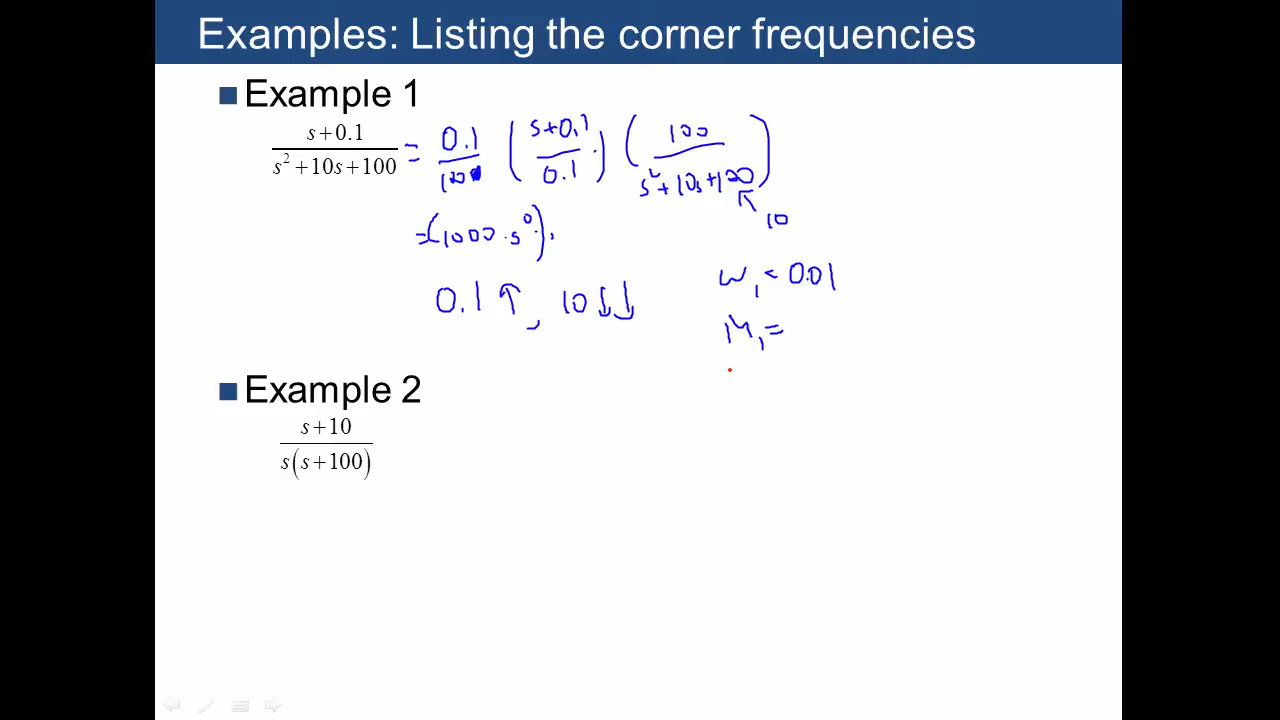 Examples: Listing the corner frequencies
Example 1
(s+0.1)/(s²+10s+100) = 0.1/100 ((s+0.1)/0.1) · (100/(s²+10s+100))
10
=(1000·s⁰).
ω₁ = 0.01
0.1↑, 10↓↓
M₁ =
Example 2
(s+10)/(s(s+100))